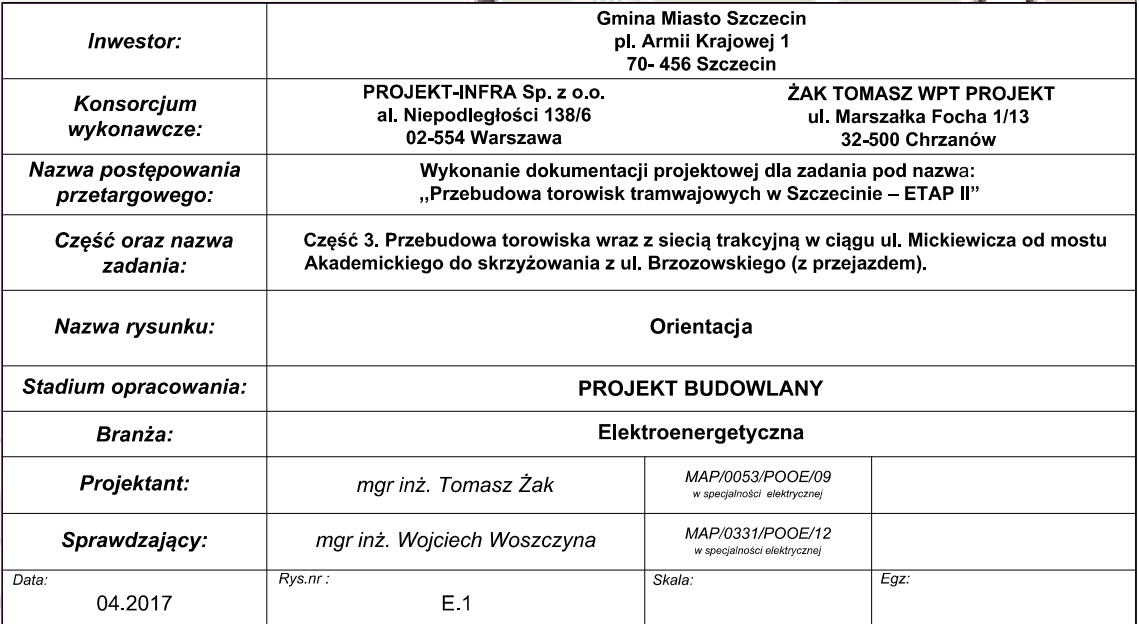 Inwestor:
Gmina Miasto Szczecin
pl. Armii Krajowej 1
70- 456 Szczecin
Konsorcjum
wykonawcze:
PROJEKT-INFRA Sp. z o.o.
al. Niepodległości 138/6
02-554 Warszawa
ŻAK TOMASZ WPT PROJEKT
ul. Marszałka Focha 1/13
32-500 Chrzanów
Nazwa postępowania
przetargowego:
Wykonanie dokumentacji projektowej dla zadania pod nazwa:
,,Przebudowa torowisk tramwajowych w Szczecinie – ETAP II”
Część oraz nazwa
zadania:
Część 3. Przebudowa torowiska wraz z siecią trakcyjną w ciągu ul. Mickiewicza od mostu
Akademickiego do skrzyżowania z ul. Brzozowskiego (z przejazdem).
Nazwa rysunku:
Orientacja
Stadium opracowania:
PROJEKT BUDOWLANY
Branża:
Elektroenergetyczna
Projektant:
mgr inż. Tomasz Żak
MAP/0053/POOE/09
w specjalności elektrycznej
Sprawdzający:
mgr inż. Wojciech Woszczyna
MAP/0331/POOE/12
w specjalności elektrycznej
Data:
04.2017
Rys.nr :
E.1
Skala:
Egz: